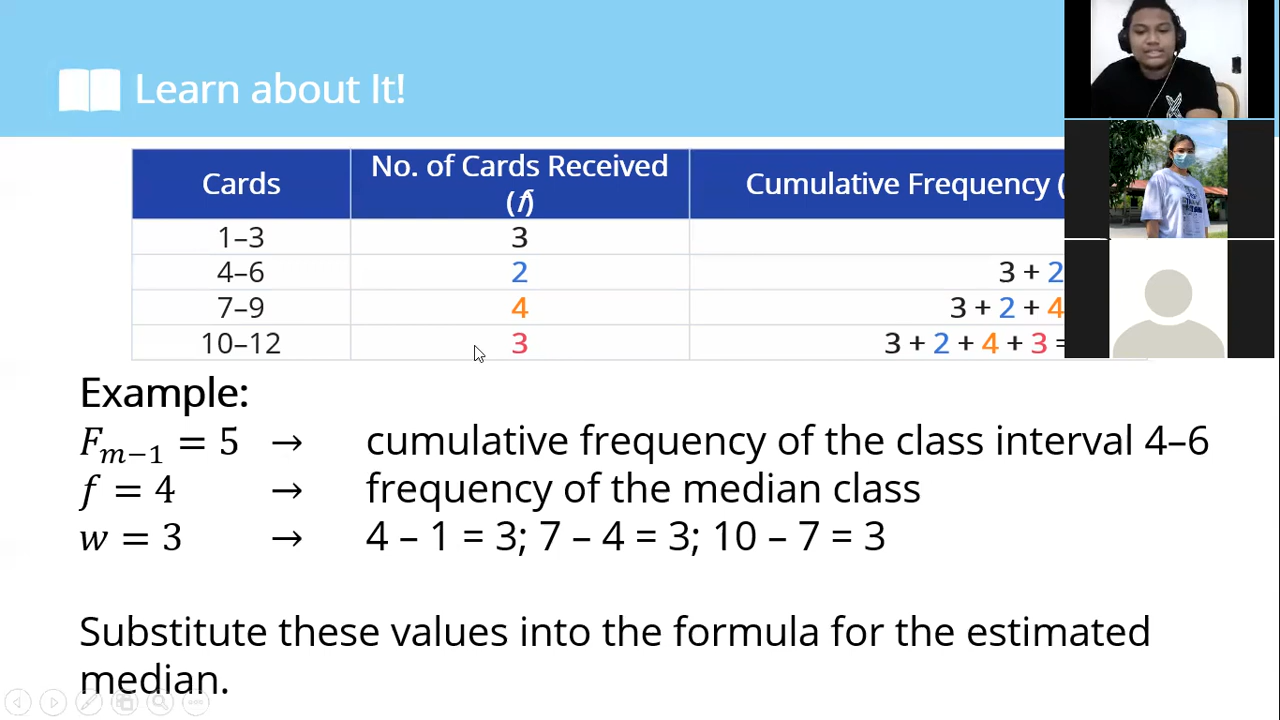 Learn about It!
Cards No. of Cards Received (f) Cumulative Frequency (
1–3 3
4–6 2 3 + 2
7–9 4 3 + 2 + 4
10–12 3 3 + 2 + 4 + 3 =
Example:
F_{m−1} = 5 → cumulative frequency of the class interval 4–6
f = 4 → frequency of the median class
w = 3 → 4 – 1 = 3; 7 – 4 = 3; 10 – 7 = 3
Substitute these values into the formula for the estimated
median.